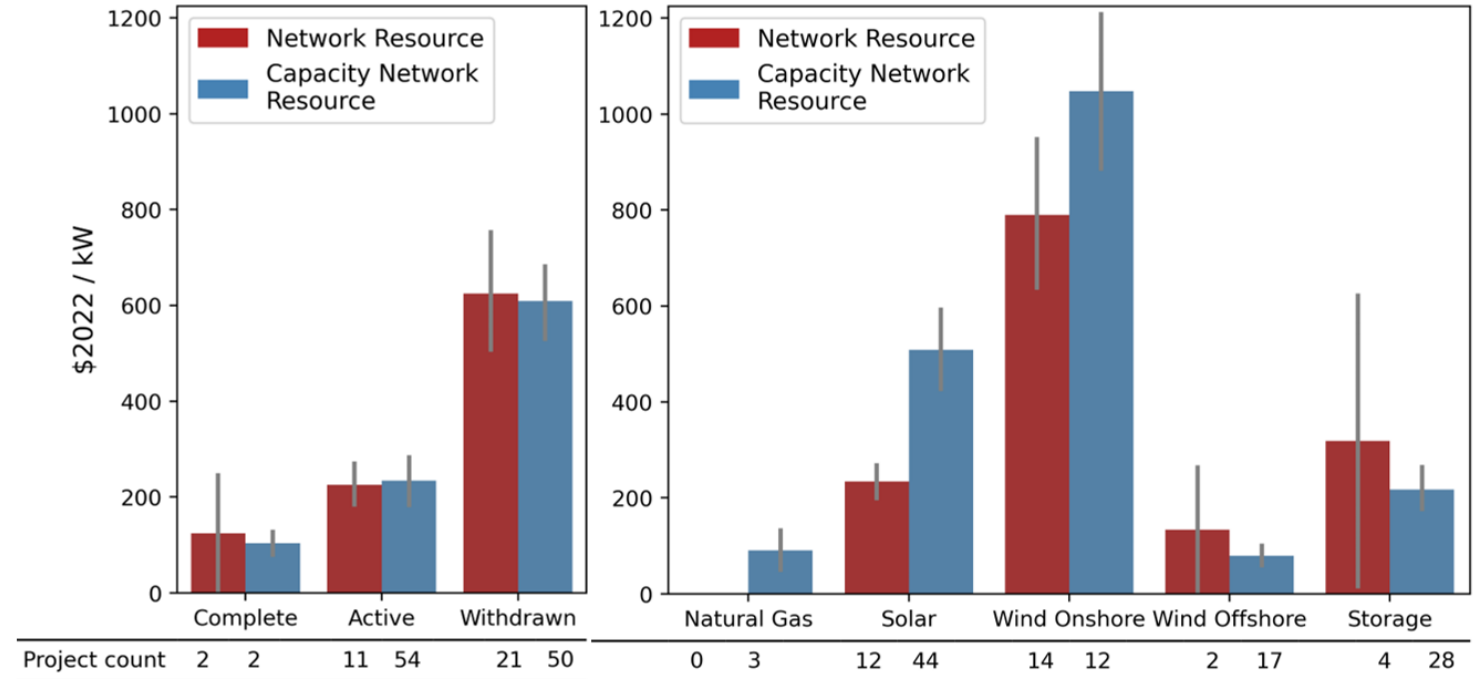 $2022 / kW
1200
1000
800
600
400
200
0
Network Resource
Capacity Network
Resource
Complete Active Withdrawn
1200
1000
800
600
400
200
0
Network Resource
Capacity Network
Resource
Natural Gas Solar Wind Onshore Wind Offshore Storage
Project count 2 2 11 54 21 50 0 3 12 44 14 12 2 17 4 28